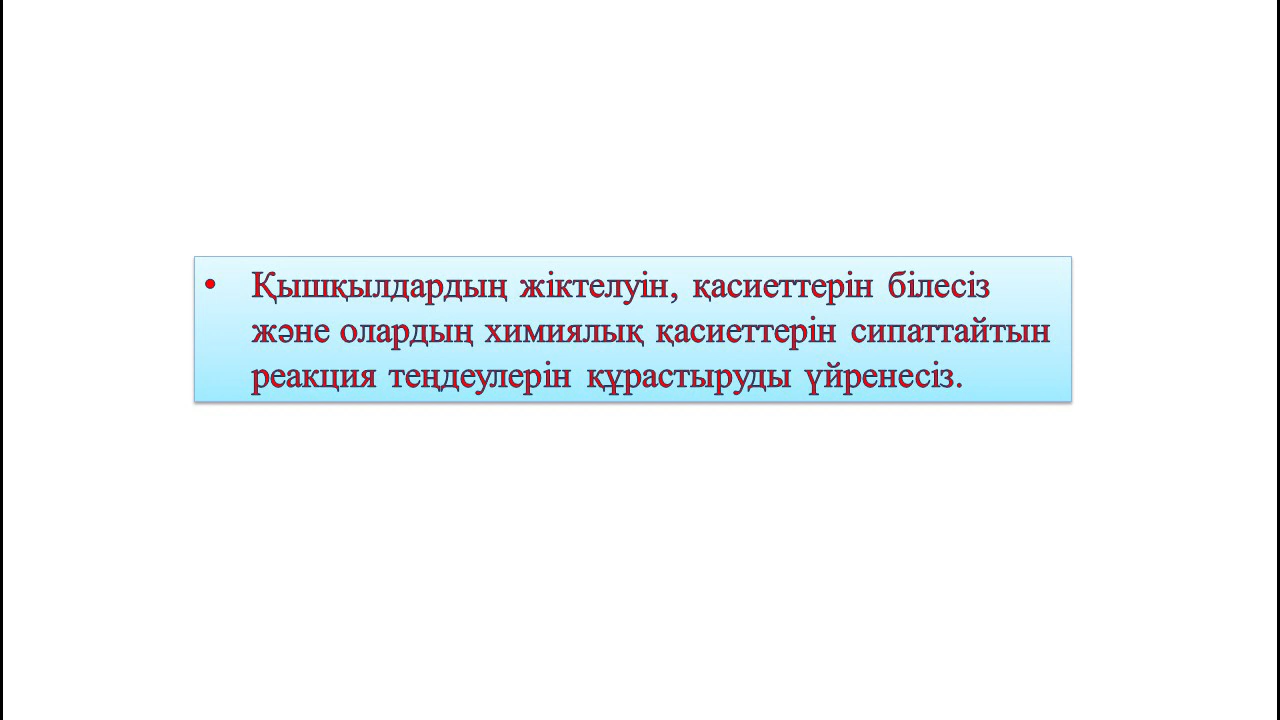 • Қышқылдардың жіктелуін, қасиеттерін білесіз
және олардың химиялық қасиеттерін сипаттайтын
реакция теңдеулерін құрастыруды үйренесіз.